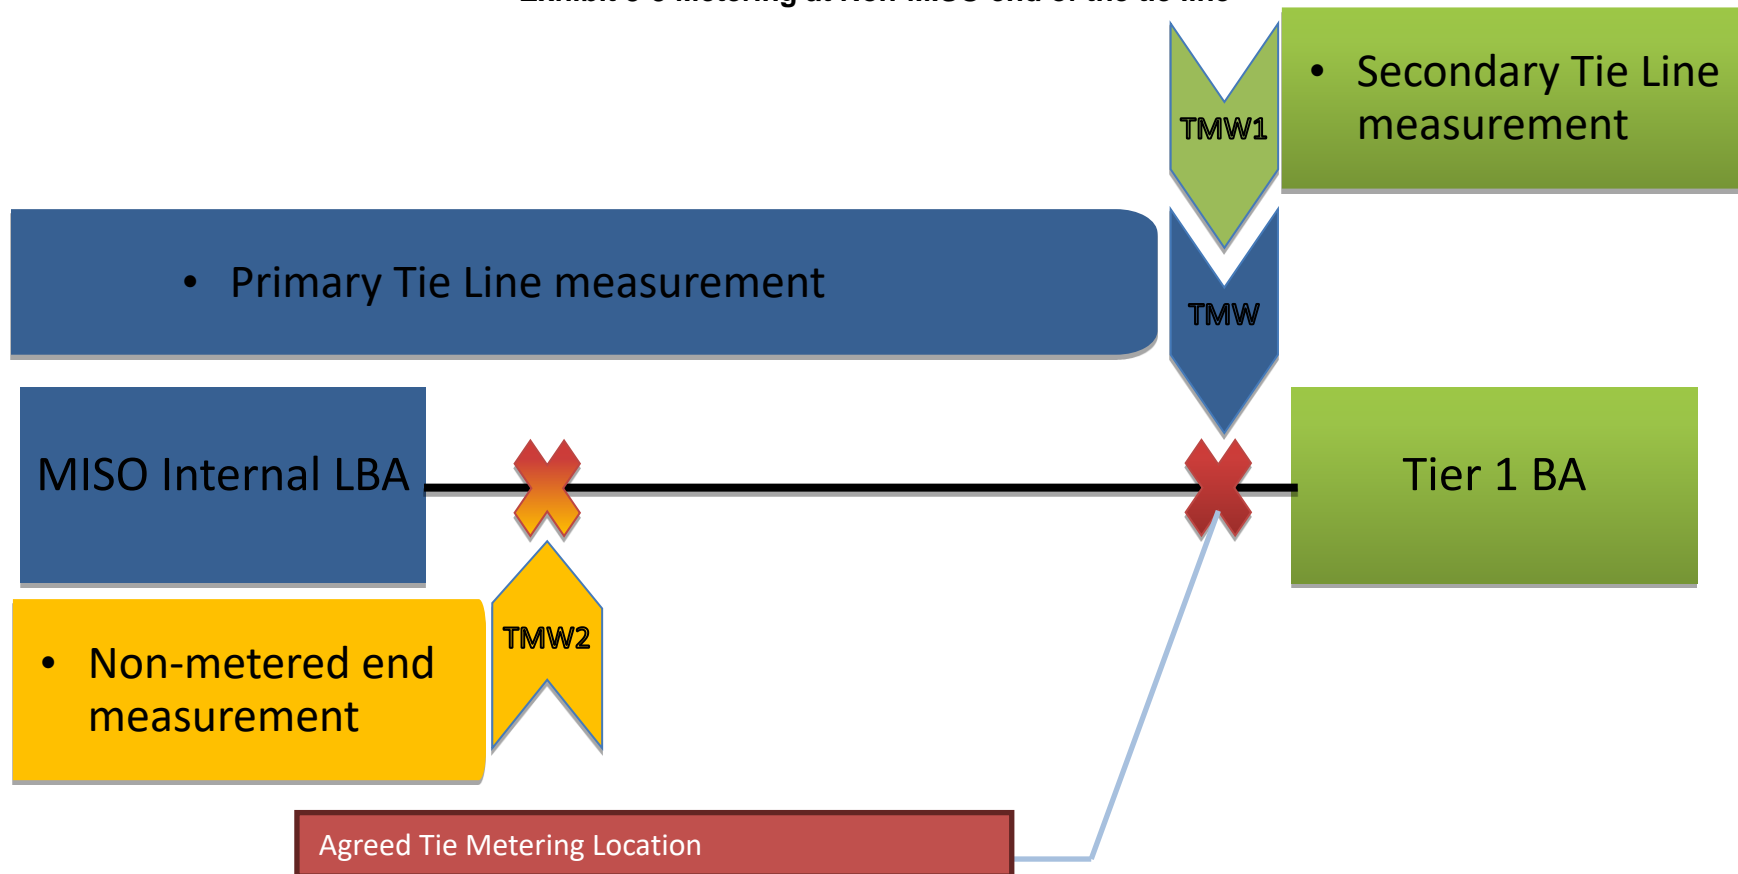 • Secondary Tie Line
measurement
TMW1
• Primary Tie Line measurement
TMW
MISO Internal LBA
Tier 1 BA
TMW2
• Non-metered end
measurement
Agreed Tie Metering Location